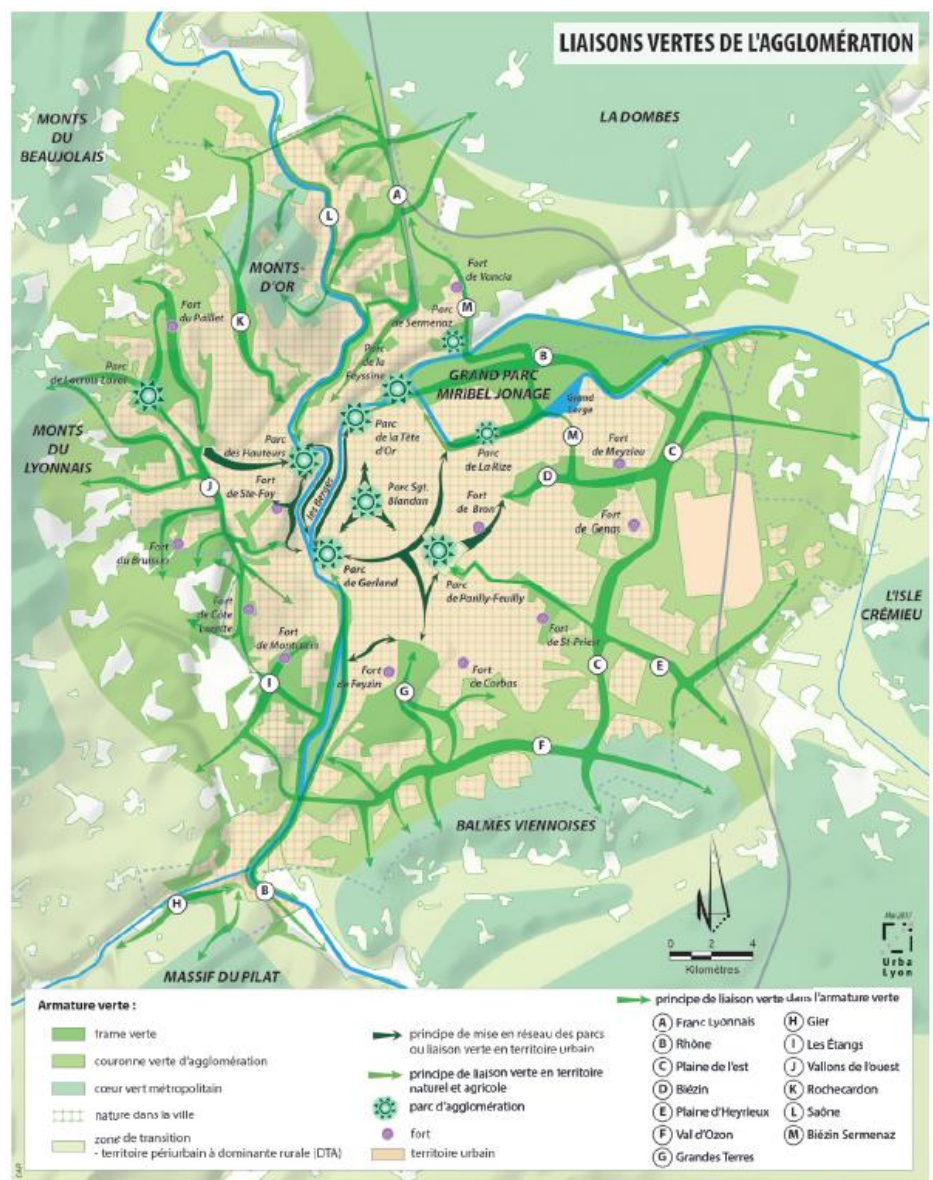 LIAISONS VERTES DE L'AGGLOMÉRATION
MONTS
DU
BEAUJOLAIS
LA DOMBES
A
L
MONTS-
D'OR
Fort
de Vancia
Fort
du Paillet
K
M
Parc
de Sermenaz
Parc
de la
Feyssine
B
Parc
de Lacroix Laval
GRAND PARC
MIRIBEL JONAGE
Grand
Large
MONTS
DU
LYONNAIS
Parc
des Hauteurs
Parc
de la Tête
d'Or
Parc
de La Rize
M
Fort
de Meyzieu
C
J
Fort
de Ste-Foy
les Berges
Parc Sgt.
Blandan
D
Fort
de Bron
Fort
de Genas
Fort
du Bruissin
Parc
de Gerland
Parc
de Parilly-Feuilly
L'ISLE
CRÉMIEU
Fort
de Côte
Lorette
Fort
de Montcorin
Fort
de St-Priest
I
Fort
de Feyzin
G
Fort
de Corbas
C
E
F
BALMES VIENNOISES
B
H
N
0 2 4
Kilomètres
Mai 2017
Urba
Lyon
MASSIF DU PILAT
Armature verte :
trame verte
couronne verte d'agglomération
cœur vert métropolitain
nature dans la ville
zone de transition
- territoire périurbain à dominante rurale (DTA)
principe de mise en réseau des parcs
ou liaison verte en territoire urbain
principe de liaison verte en territoire
naturel et agricole
parc d'agglomération
fort
territoire urbain
principe de liaison verte dans l'armature verte
A Franc Lyonnais
B Rhône
C Plaine de l'est
D Biézin
E Plaine d'Heyrieux
F Val d'Ozon
G Grandes Terres
H Gier
I Les Étangs
J Vallons de l'ouest
K Rochecardon
L Saône
M Biézin Sermenaz